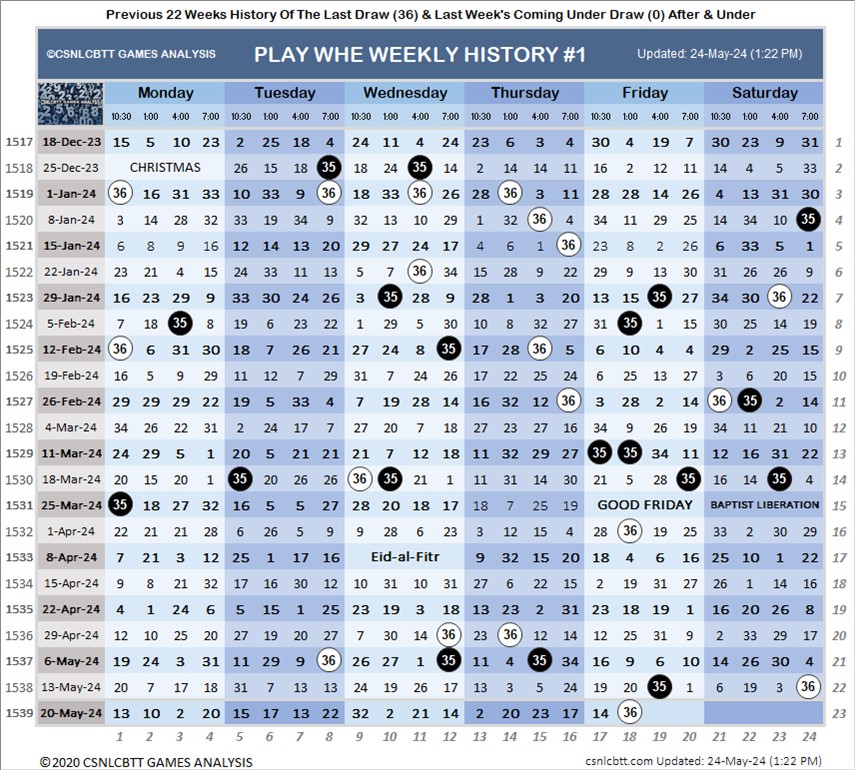 Previous 22 Weeks History Of The Last Draw (36) & Last Week's Coming Under Draw (0) After & Under
©CSNLCBTT GAMES ANALYSIS PLAY WHE WEEKLY HISTORY #1 Updated: 24-May-24 (1:22 PM)
CSNLCBTT GAMES ANALYSIS Monday Tuesday Wednesday Thursday Friday Saturday
10:30 1:00 4:00 7:00 10:30 1:00 4:00 7:00 10:30 1:00 4:00 7:00 10:30 1:00 4:00 7:00 10:30 1:00 4:00 7:00 10:30 1:00 4:00 7:00
1517 18-Dec-23 15 5 10 23 2 25 18 4 24 11 4 24 23 6 3 4 30 4 19 7 30 23 9 31 1
1518 25-Dec-23 CHRISTMAS 26 15 18 35 18 24 35 14 2 14 14 11 16 2 12 11 14 4 5 33 2
1519 1-Jan-24 36 16 31 33 10 33 9 36 18 33 36 26 28 36 3 11 28 28 14 26 4 13 31 30 3
1520 8-Jan-24 3 14 28 32 33 19 34 9 32 13 10 29 1 32 36 4 34 11 29 25 14 34 10 35 4
1521 15-Jan-24 6 8 9 16 12 14 13 20 29 27 24 17 4 6 1 36 23 8 2 26 6 33 5 1 5
1522 22-Jan-24 23 21 4 15 24 33 11 13 5 7 36 34 15 28 9 22 29 9 13 30 31 26 26 9 6
1523 29-Jan-24 16 23 29 9 33 30 24 26 3 35 28 9 28 1 3 20 13 15 35 27 34 30 36 22 7
1524 5-Feb-24 7 18 35 8 19 6 23 22 1 29 5 30 10 8 32 27 31 35 1 15 30 25 14 19 8
1525 12-Feb-24 36 6 31 30 18 7 26 21 27 24 8 35 17 28 36 5 6 10 4 4 29 2 25 15 9
1526 19-Feb-24 16 5 9 29 11 12 7 29 31 7 24 26 17 22 25 24 6 25 13 27 3 6 20 15 10
1527 26-Feb-24 29 29 29 22 19 5 33 4 7 19 28 14 16 32 12 36 3 28 2 14 36 35 2 14 11
1528 4-Mar-24 34 26 22 31 2 24 17 7 27 20 7 18 22 23 27 27 34 9 26 19 34 11 21 10 12
1529 11-Mar-24 24 29 5 1 20 5 21 21 21 7 12 18 11 32 29 27 35 35 34 11 12 16 31 22 13
1530 18-Mar-24 20 15 20 1 35 20 26 26 36 35 21 1 11 31 14 30 21 5 28 35 16 14 35 4 14
1531 25-Mar-24 35 18 27 32 16 5 5 27 28 20 18 17 18 7 25 19 GOOD FRIDAY BAPTIST LIBERATION 15
1532 1-Apr-24 22 21 21 28 6 26 5 9 9 28 6 23 3 12 15 4 28 36 19 25 33 2 30 29 16
1533 8-Apr-24 7 21 3 12 25 1 17 16 Eid-al-Fitr 9 32 15 20 18 4 6 16 25 10 1 22 17
1534 15-Apr-24 9 8 21 32 17 16 30 12 10 31 10 31 27 6 22 15 2 19 31 27 26 1 14 16 18
1535 22-Apr-24 4 1 24 6 5 15 1 25 23 19 3 18 13 23 2 31 23 18 19 1 16 20 26 8 19
1536 29-Apr-24 12 10 25 20 27 19 20 27 7 30 14 36 23 36 12 14 12 25 31 9 2 33 29 17 20
1537 6-May-24 19 24 3 31 11 29 9 36 26 27 1 35 11 4 35 34 16 9 6 10 14 26 30 4 21
1538 13-May-24 20 7 17 18 31 7 13 13 24 19 26 17 13 3 5 24 19 20 35 1 6 19 3 36 22
1539 20-May-24 13 10 2 20 15 17 13 22 32 2 21 14 2 20 23 17 14 36 23
1 2 3 4 5 6 7 8 9 10 11 12 13 14 15 16 17 18 19 20 21 22 23 24
©2020 CSNLCBTT GAMES ANALYSIS csnlcbtt.com Updated: 24-May-24 (1:22 PM)